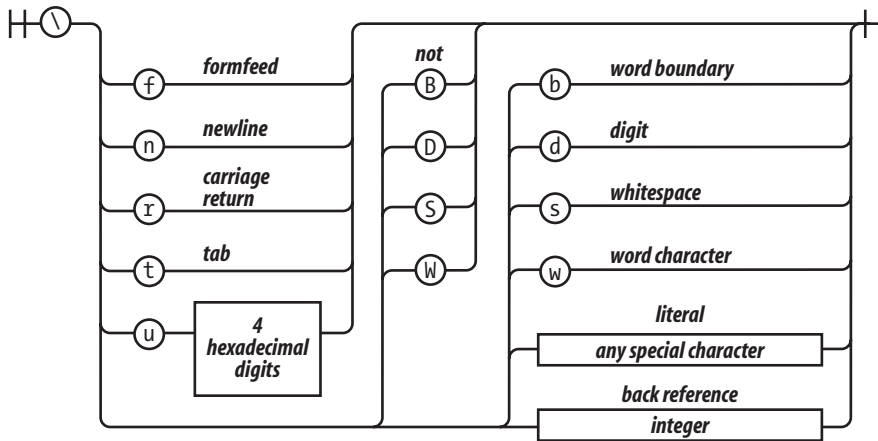 \
f formfeed
n newline
r carriage
return
t tab
u 4
hexadecimal
digits
not
B
D
S
W
b word boundary
d digit
s whitespace
w word character
literal
any special character
back reference
integer